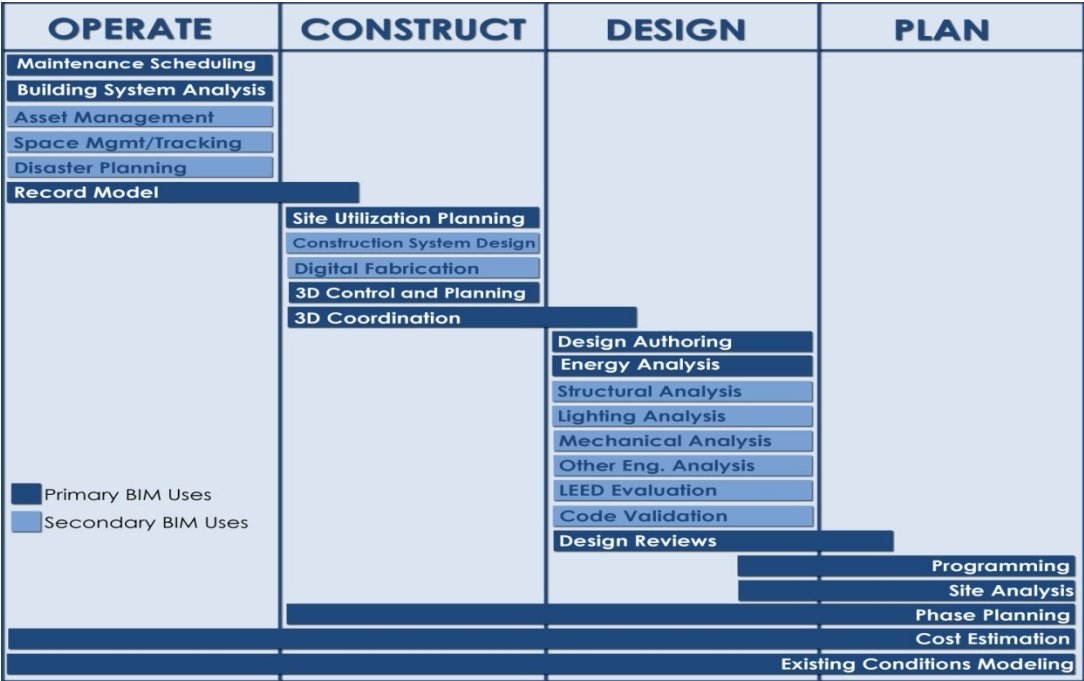 OPERATE
CONSTRUCT
DESIGN
PLAN
Maintenance Scheduling
Building System Analysis
Asset Management
Space Mgmt/Tracking
Disaster Planning
Record Model
Site Utilization Planning
Construction System Design
Digital Fabrication
3D Control and Planning
3D Coordination
Design Authoring
Energy Analysis
Structural Analysis
Lighting Analysis
Mechanical Analysis
Other Eng. Analysis
LEED Evaluation
Code Validation
Design Reviews
Primary BIM Uses
Secondary BIM Uses
Programming
Site Analysis
Phase Planning
Cost Estimation
Existing Conditions Modeling